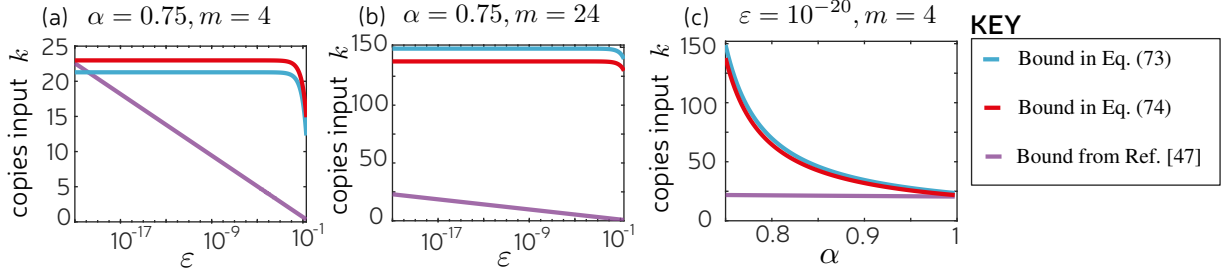 (a) α = 0.75, m = 4
copies input k
25
20
15
10
5
0
10⁻¹⁷ 10⁻⁹ 10⁻¹
ε
(b) α = 0.75, m = 24
copies input k
150
100
50
0
10⁻¹⁷ 10⁻⁹ 10⁻¹
ε
(c) ε = 10⁻²⁰, m = 4
copies input k
150
100
50
0
0.8 0.9 1
α
KEY
Bound in Eq. (73)
Bound in Eq. (74)
Bound from Ref. [47]